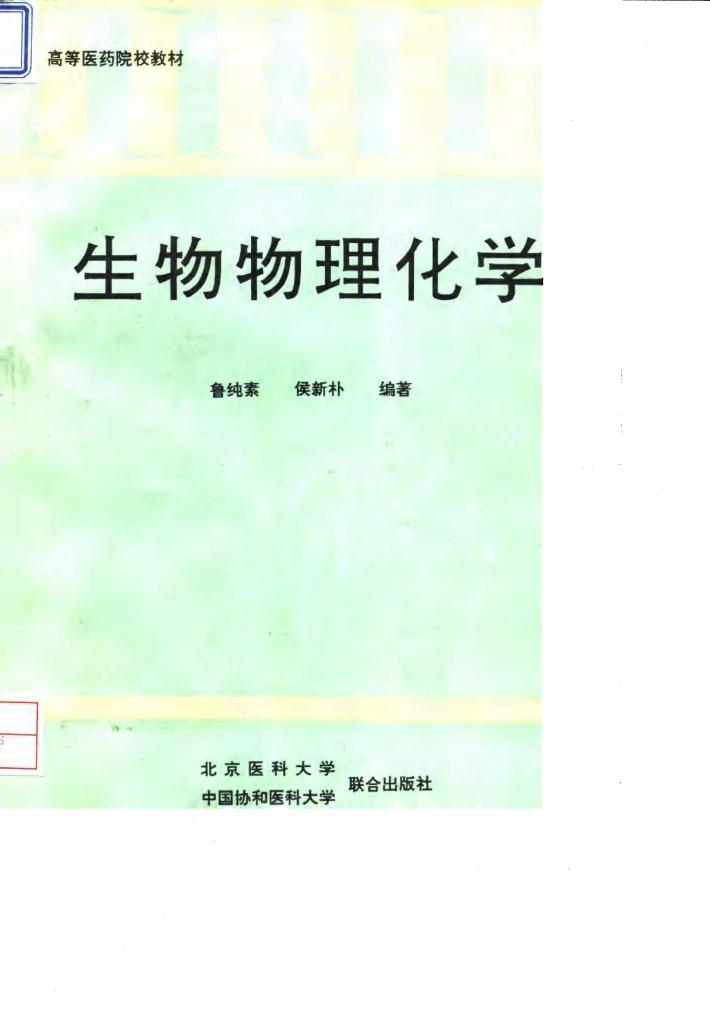 高等医药院校教材
生物物理化学
鲁纯素 侯新朴 编著
北京医科大学
中国协和医科大学 联合出版社